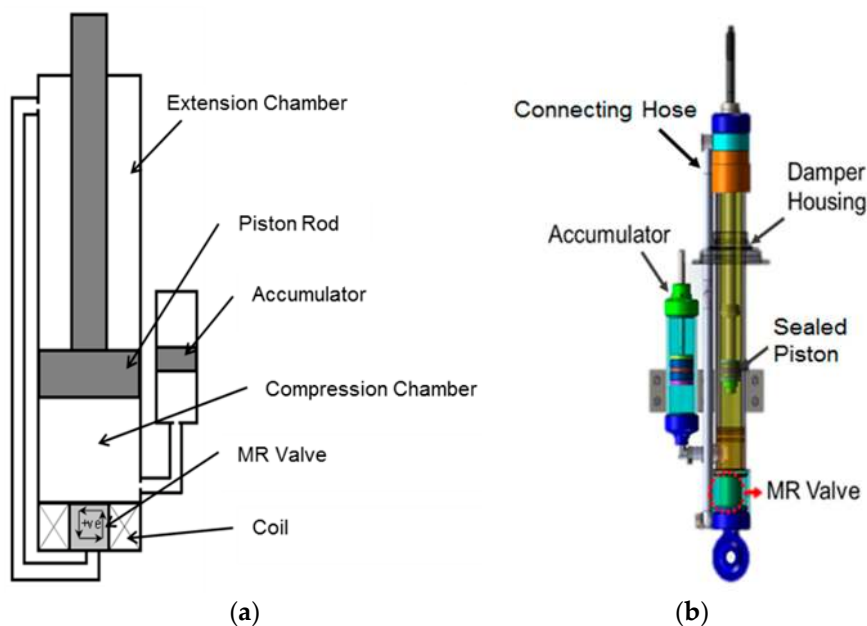 Extension Chamber
Piston Rod
Accumulator
Compression Chamber
MR Valve
Coil
+ve
(a)
Connecting Hose
Damper
Housing
Accumulator
Sealed
Piston
MR Valve
(b)